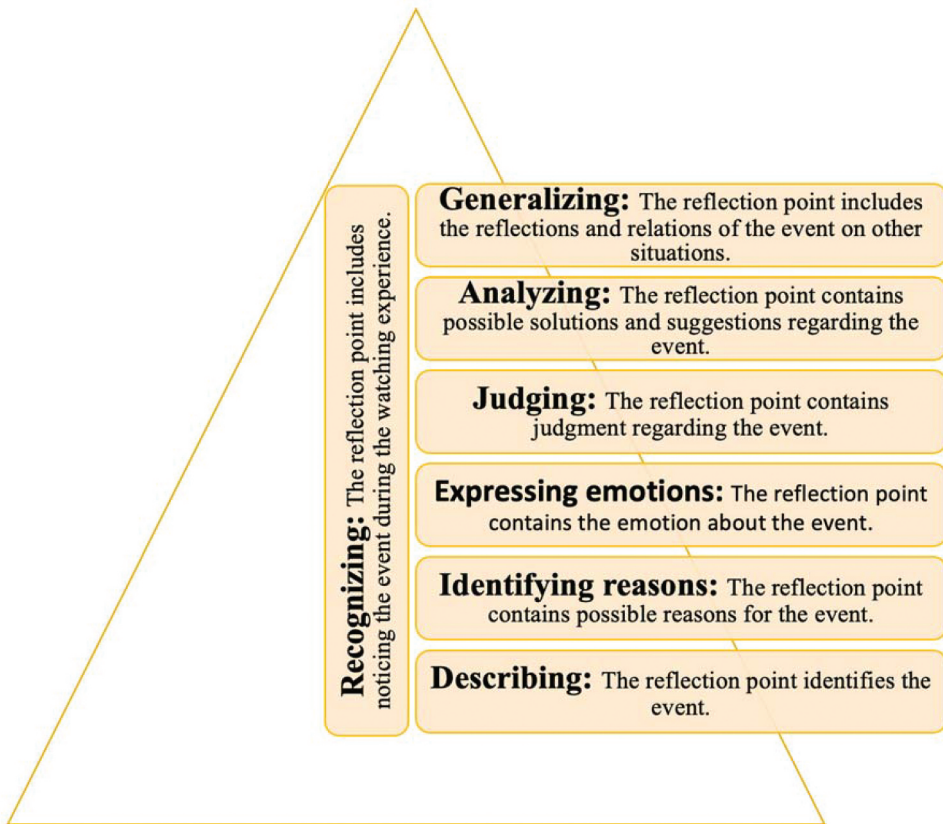 Recognizing: The reflection point includes
noticing the event during the watching experience.
Generalizing: The reflection point includes
the reflections and relations of the event on other
situations.
Analyzing: The reflection point contains
possible solutions and suggestions regarding the
event.
Judging: The reflection point contains
judgment regarding the event.
Expressing emotions: The reflection point
contains the emotion about the event.
Identifying reasons: The reflection point
contains possible reasons for the event.
Describing: The reflection point identifies the
event.